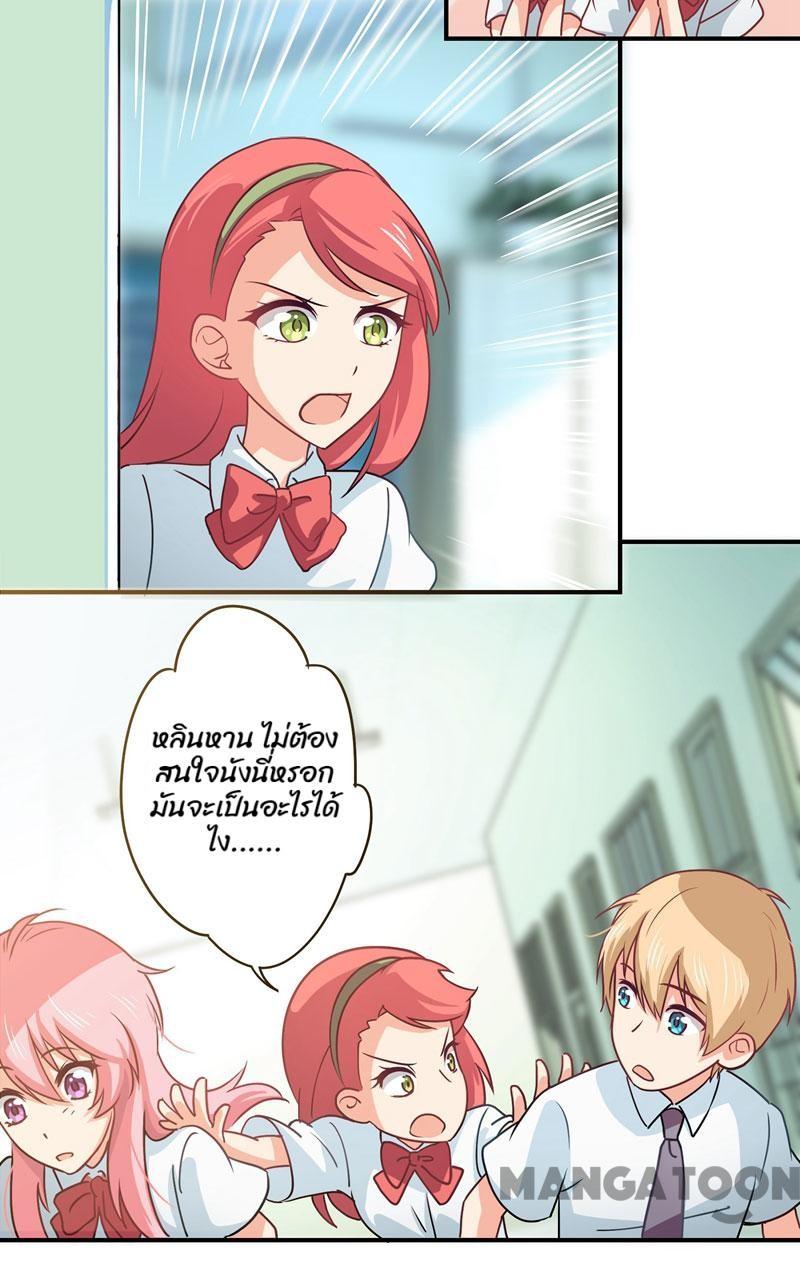 หลินหาน ไม่ต้อง
สนใจนังนี่หรอก
มันจะเป็นอะไรได้
ไง......
MANGATOON